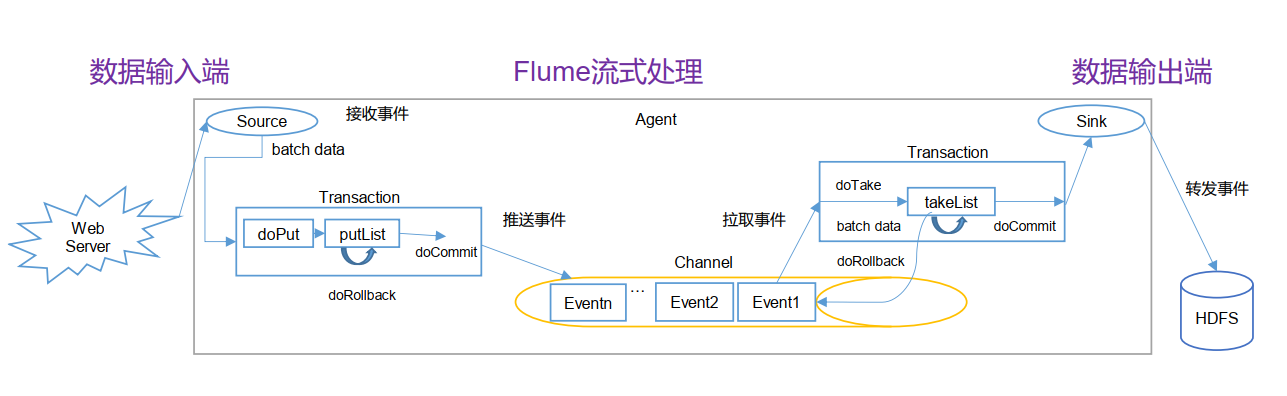 数据输入端
Flume流式处理
数据输出端
Source
接收事件
Agent
Sink
batch data
Transaction
Transaction
doTake
takeList
转发事件
Web
Server
doPut
putList
推送事件
拉取事件
batch data
doCommit
doCommit
doRollback
Channel
doRollback
Eventn
...
Event2
Event1
HDFS